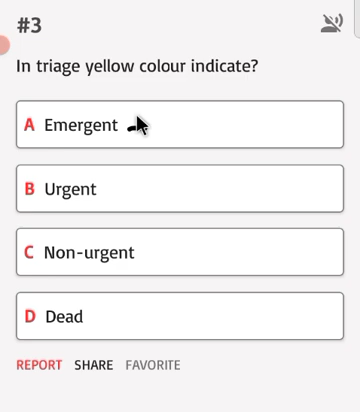 #3
In triage yellow colour indicate?
A Emergent
B Urgent
C Non-urgent
D Dead
REPORT SHARE FAVORITE